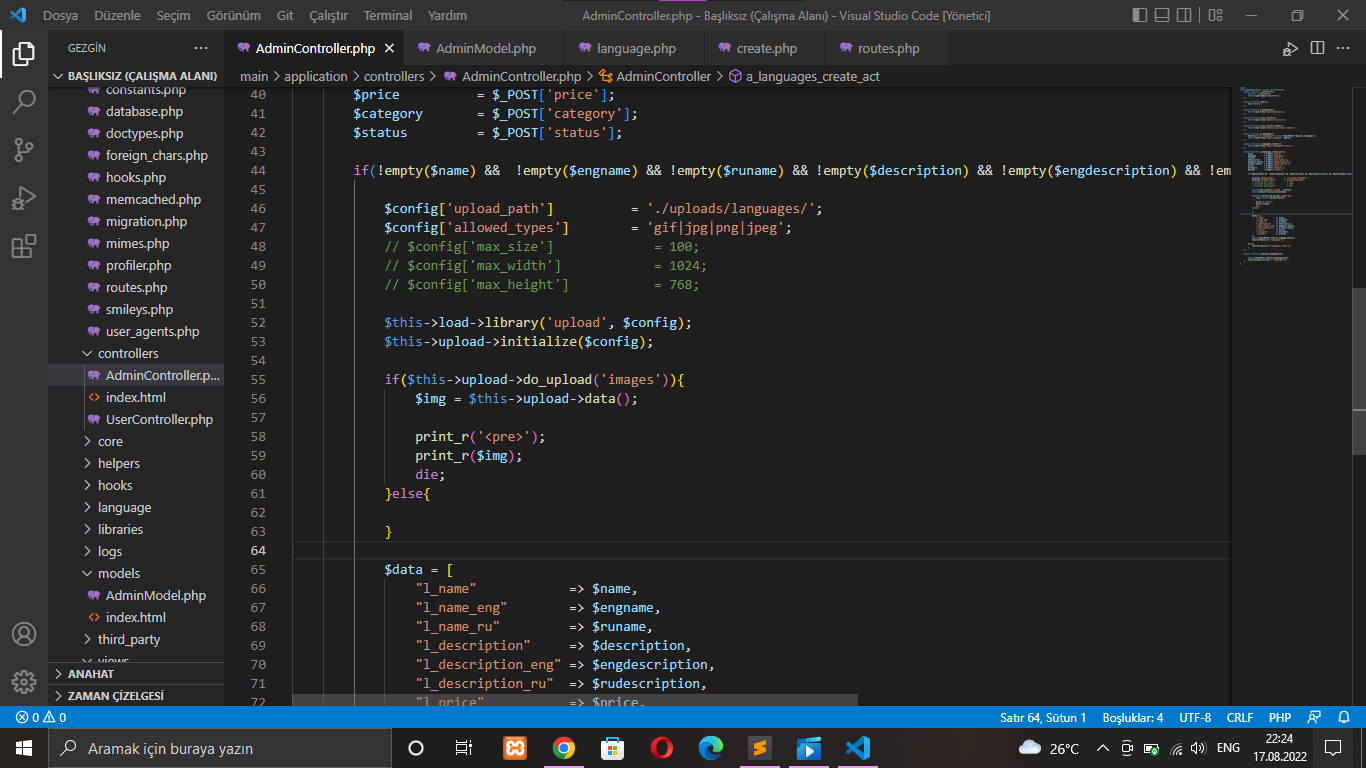 Dosya Düzenle Seçim Görünüm Git Çalıştır Terminal Yardım AdminController.php - Başlıksız (Çalışma Alanı) - Visual Studio Code [Yönetici]
GEZGİN ···
AdminController.php AdminModel.php language.php create.php routes.php
BAŞLIKSIZ (ÇALIŞMA ALANI)
main > application > controllers > AdminController.php > AdminController > a_languages_create_act
constants.php
database.php
doctypes.php
foreign_chars.php
hooks.php
memcached.php
migration.php
mimes.php
profiler.php
routes.php
smileys.php
user_agents.php
controllers
AdminController.p...
index.html
UserController.php
core
helpers
hooks
language
libraries
logs
models
AdminModel.php
index.html
third_party
views
ANAHAT
ZAMAN ÇİZELGESİ
40 $price = $_POST['price'];
41 $category = $_POST['category'];
42 $status = $_POST['status'];
43
44 if(!empty($name) && !empty($engname) && !empty($runame) && !empty($description) && !empty($engdescription) && !em
45
46 $config['upload_path'] = './uploads/languages/';
47 $config['allowed_types'] = 'gif|jpg|png|jpeg';
48 // $config['max_size'] = 100;
49 // $config['max_width'] = 1024;
50 // $config['max_height'] = 768;
51
52 $this->load->library('upload', $config);
53 $this->upload->initialize($config);
54
55 if($this->upload->do_upload('images')){
56 $img = $this->upload->data();
57
58 print_r('<pre>');
59 print_r($img);
60 die;
61 }else{
62
63 }
64
65 $data = [
66 "l_name" => $name,
67 "l_name_eng" => $engname,
68 "l_name_ru" => $runame,
69 "l_description" => $description,
70 "l_description_eng" => $engdescription,
71 "l_description_ru" => $rudescription,
72 "l_price" => $price,
0 0 Satır 64, Sütun 1 Boşluklar: 4 UTF-8 CRLF PHP
Aramak için buraya yazın
26°C ENG
22:24
17.08.2022